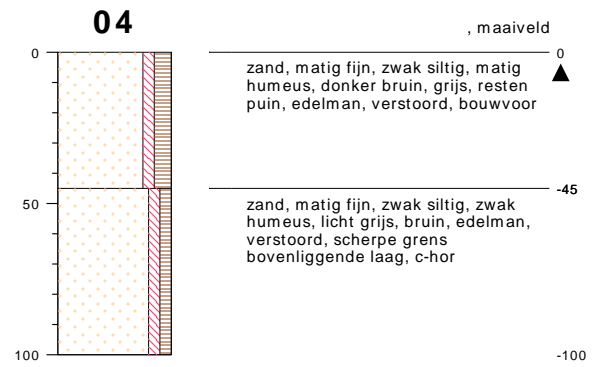 04
, maaiveld
0
0
zand, matig fijn, zwak siltig, matig
humeus, donker bruin, grijs, resten
puin, edelman, verstoord, bouwvoor
-45
50
zand, matig fijn, zwak siltig, zwak
humeus, licht grijs, bruin, edelman,
verstoord, scherpe grens
bovenliggende laag, c-hor
100
-100